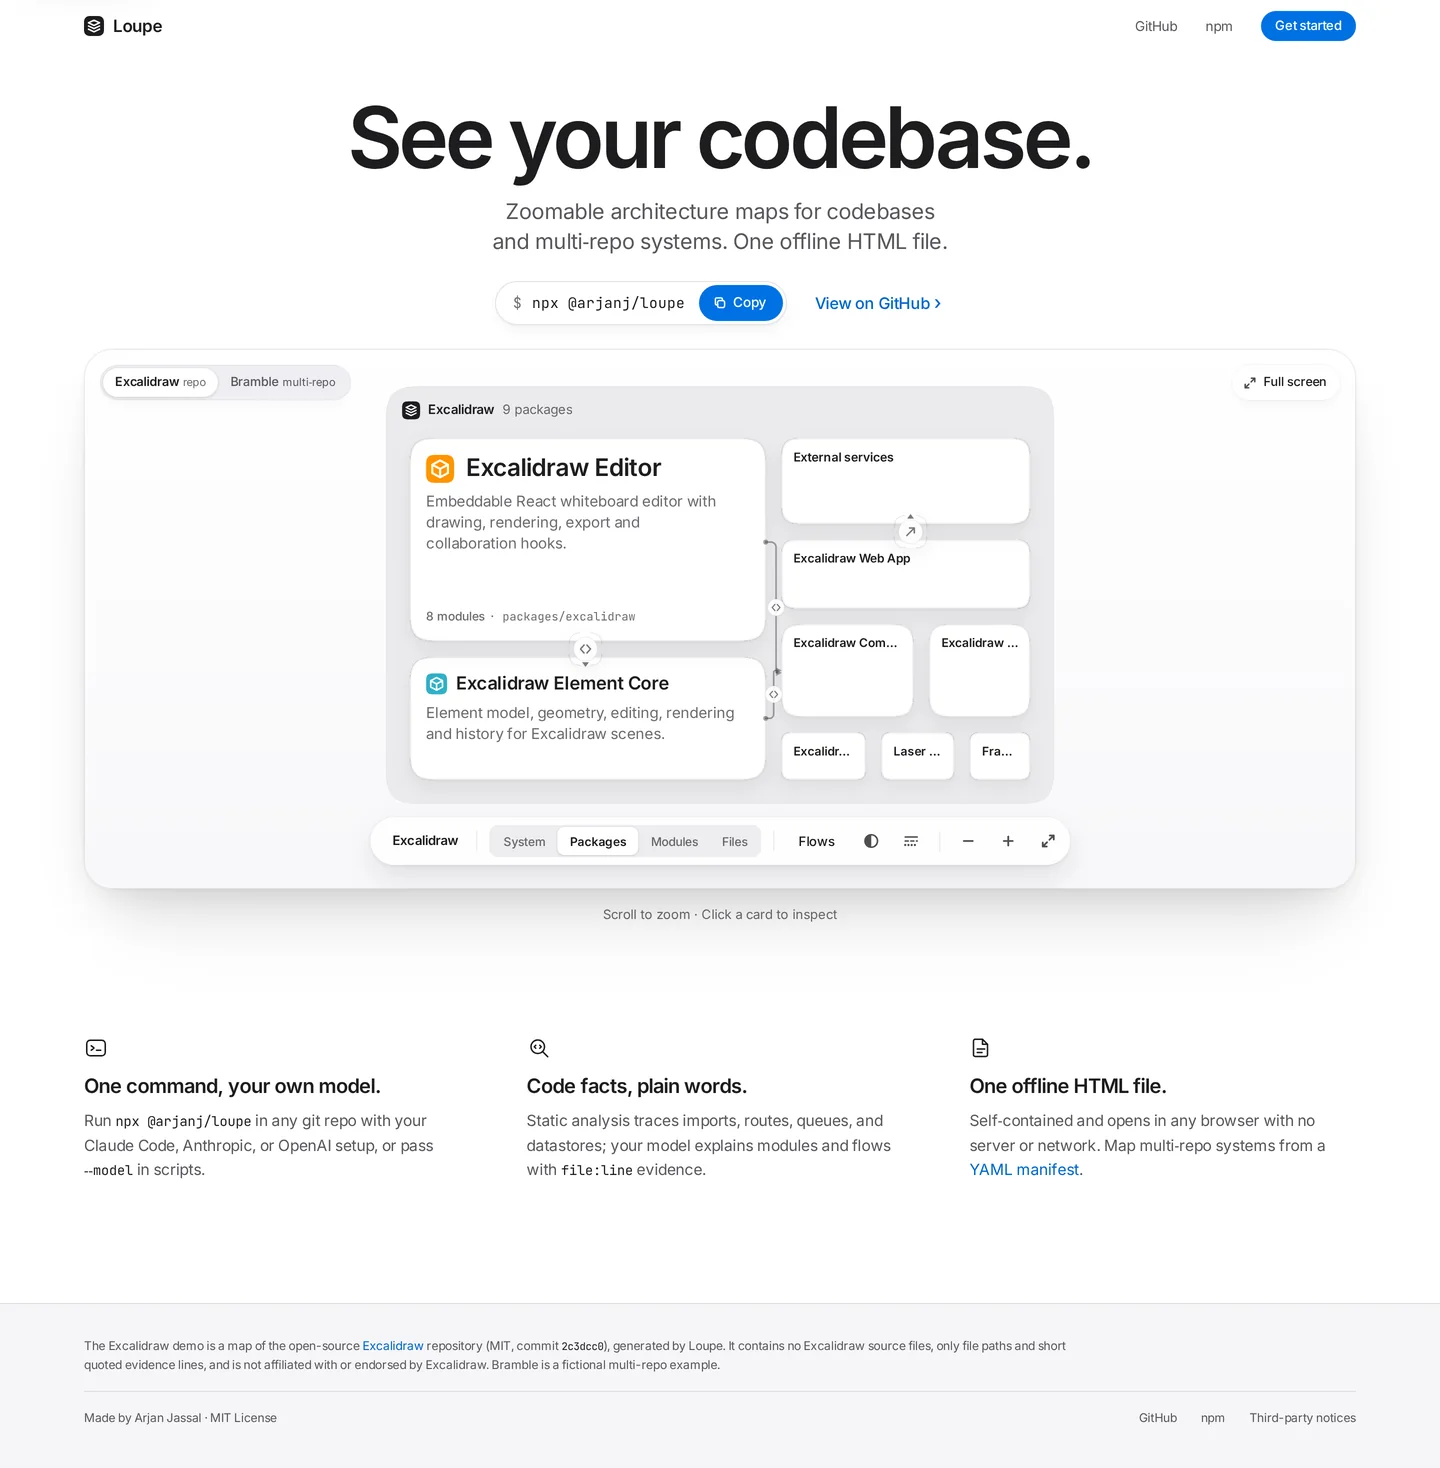 Loupe
GitHub
npm
Get started
See your codebase.
Zoomable architecture maps for codebases
and multi-repo systems. One offline HTML file.
$ npx @arjanj/loupe
Copy
View on GitHub ›
Excalidraw repo
Bramble multi-repo
Full screen
Excalidraw 9 packages
Excalidraw Editor
Embeddable React whiteboard editor with
drawing, rendering, export and
collaboration hooks.
8 modules · packages/excalidraw
Excalidraw Element Core
Element model, geometry, editing, rendering
and history for Excalidraw scenes.
External services
Excalidraw Web App
Excalidraw Com...
Excalidraw ...
Excalidr...
Laser ...
Fra...
Excalidraw
System
Packages
Modules
Files
Flows
Scroll to zoom · Click a card to inspect
One command, your own model.
Run npx @arjanj/loupe in any git repo with your
Claude Code, Anthropic, or OpenAI setup, or pass
--model in scripts.
Code facts, plain words.
Static analysis traces imports, routes, queues, and
datastores; your model explains modules and flows
with file:line evidence.
One offline HTML file.
Self-contained and opens in any browser with no
server or network. Map multi-repo systems from a
YAML manifest.
The Excalidraw demo is a map of the open-source Excalidraw repository (MIT, commit 2c3dcc0), generated by Loupe. It contains no Excalidraw source files, only file paths and short
quoted evidence lines, and is not affiliated with or endorsed by Excalidraw. Bramble is a fictional multi-repo example.
Made by Arjan Jassal · MIT License
GitHub
npm
Third-party notices